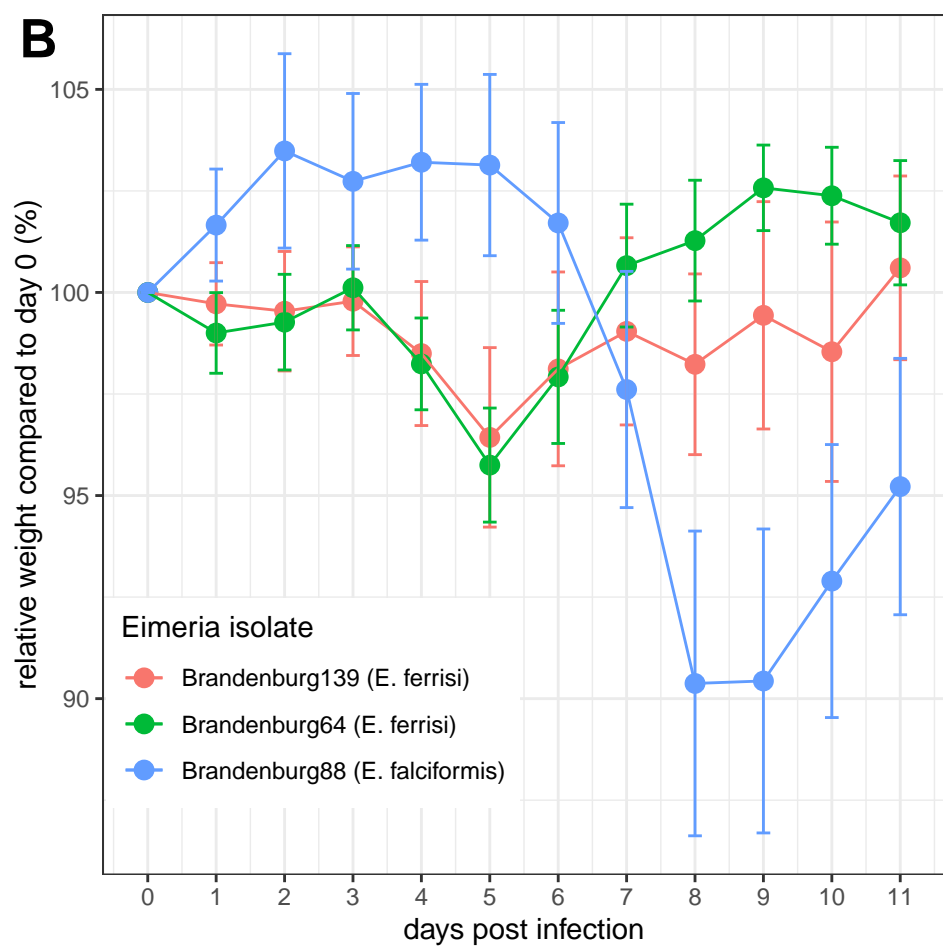 B
relative weight compared to day 0 (%)
105
100
95
90
Eimeria isolate
Brandenburg139 (E. ferrisi)
Brandenburg64 (E. ferrisi)
Brandenburg88 (E. falciformis)
0 1 2 3 4 5 6 7 8 9 10 11
days post infection